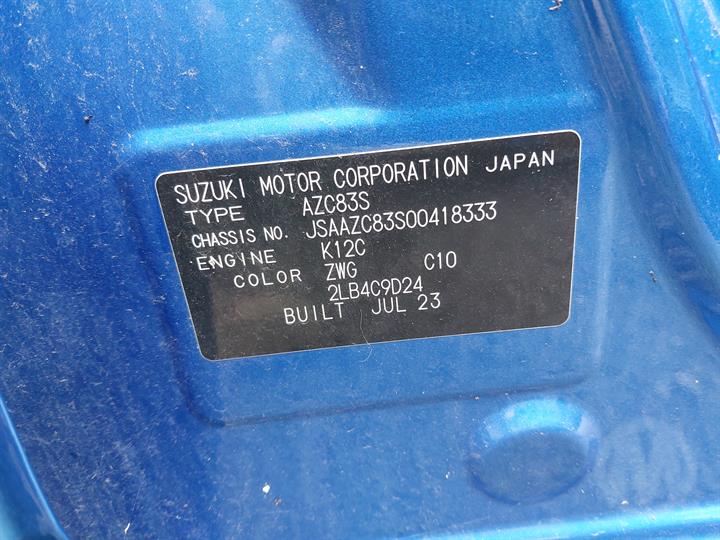 SUZUKI MOTOR CORPORATION JAPAN
TYPE AZC83S
CHASSIS NO. JSAAZC83S00418333
ENGINE K12C
COLOR ZWG C10
2LB4C9D24
BUILT JUL 23